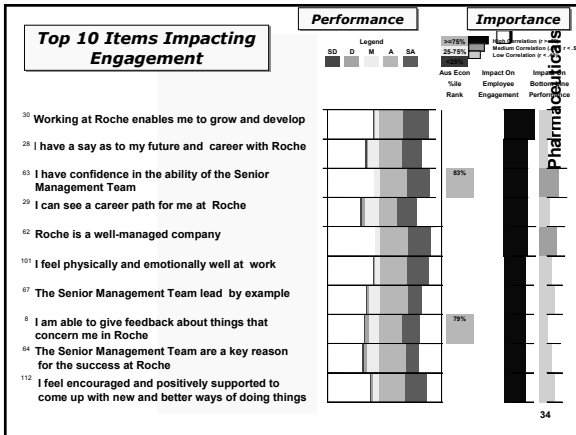 Performance
Importance
Top 10 Items Impacting
Engagement
Legend
SD D M A SA
>=75%
25-75%
<25%
High Correlation (r >
Medium Correlation ( r < .5
Low Correlation (r <
Aus Econ
%ile
Rank
Impact On
Employee
Engagement
Impact On
Bottom Line
Performance
Pharmaceuticals
30 Working at Roche enables me to grow and develop
28 I have a say as to my future and career with Roche
63 I have confidence in the ability of the Senior
Management Team
83%
29 I can see a career path for me at Roche
62 Roche is a well-managed company
101 I feel physically and emotionally well at work
67 The Senior Management Team lead by example
8 I am able to give feedback about things that
concern me in Roche
79%
64 The Senior Management Team are a key reason
for the success at Roche
112 I feel encouraged and positively supported to
come up with new and better ways of doing things
34